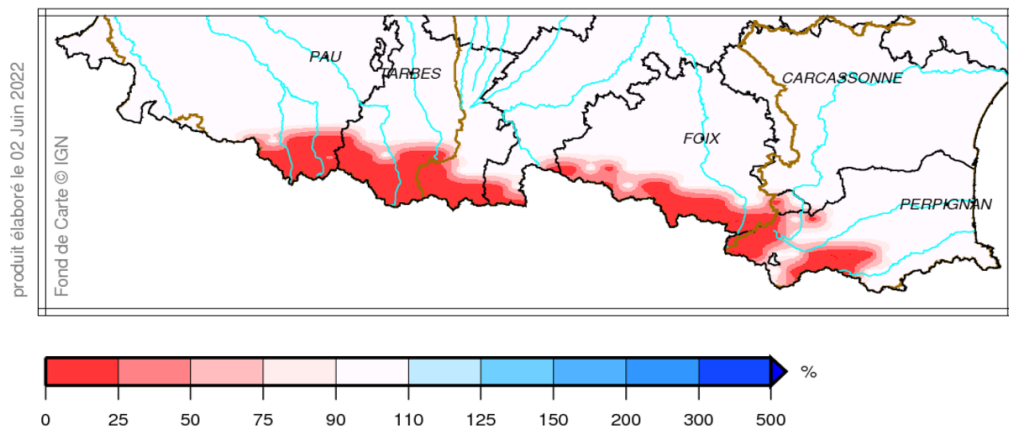 produit élaboré le 02 Juin 2022
Fond de Carte © IGN
PAU
TARBES
CARCASSONNE
FOIX
PERPIGNAN
%
0 25 50 75 90 110 125 150 200 300 500